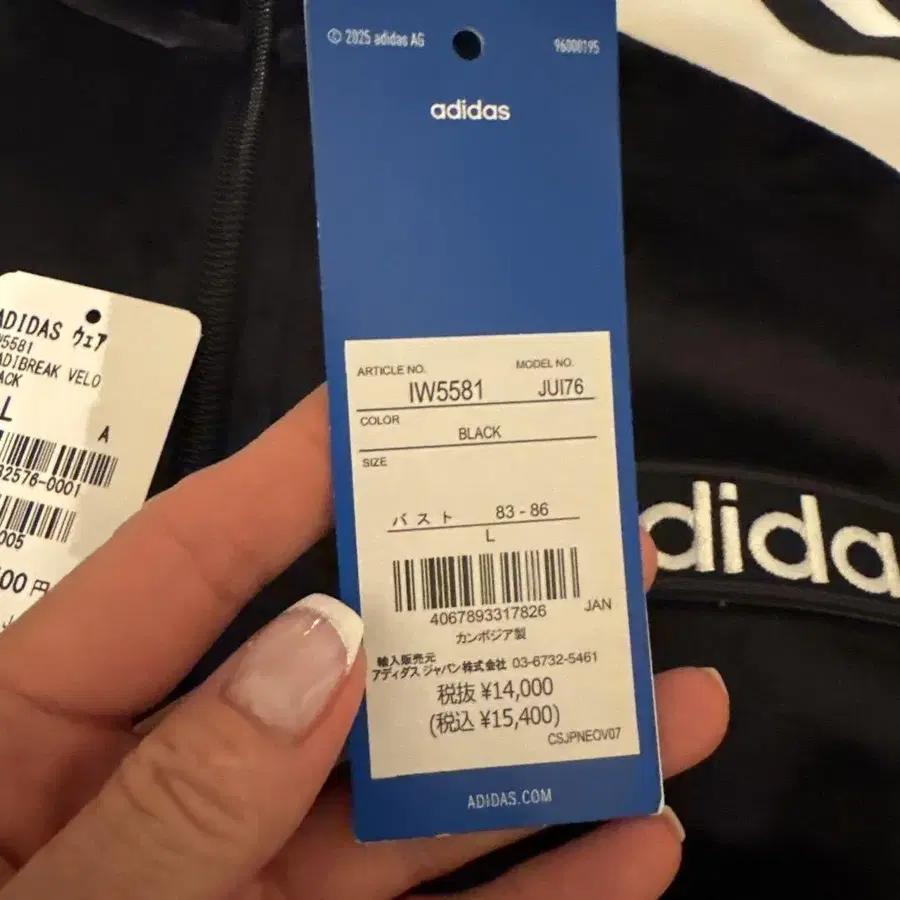 © 2025 adidas AG
96000195
adidas
ARTICLE NO.
MODEL NO.
IW5581
JUI76
COLOR
BLACK
SIZE
バスト 83 - 86
L
4067893317826
JAN
カンボジア製
輸入販売元
アディダス ジャパン株式会社 03-6732-5461
税抜 ¥14,000
(税込 ¥15,400)
CSJPNEOV07
ADIDAS.COM
ADIDAS ウェア
5581
ADIBREAK VELO
ACK
L
A
32576-0001
005
00円
adidas